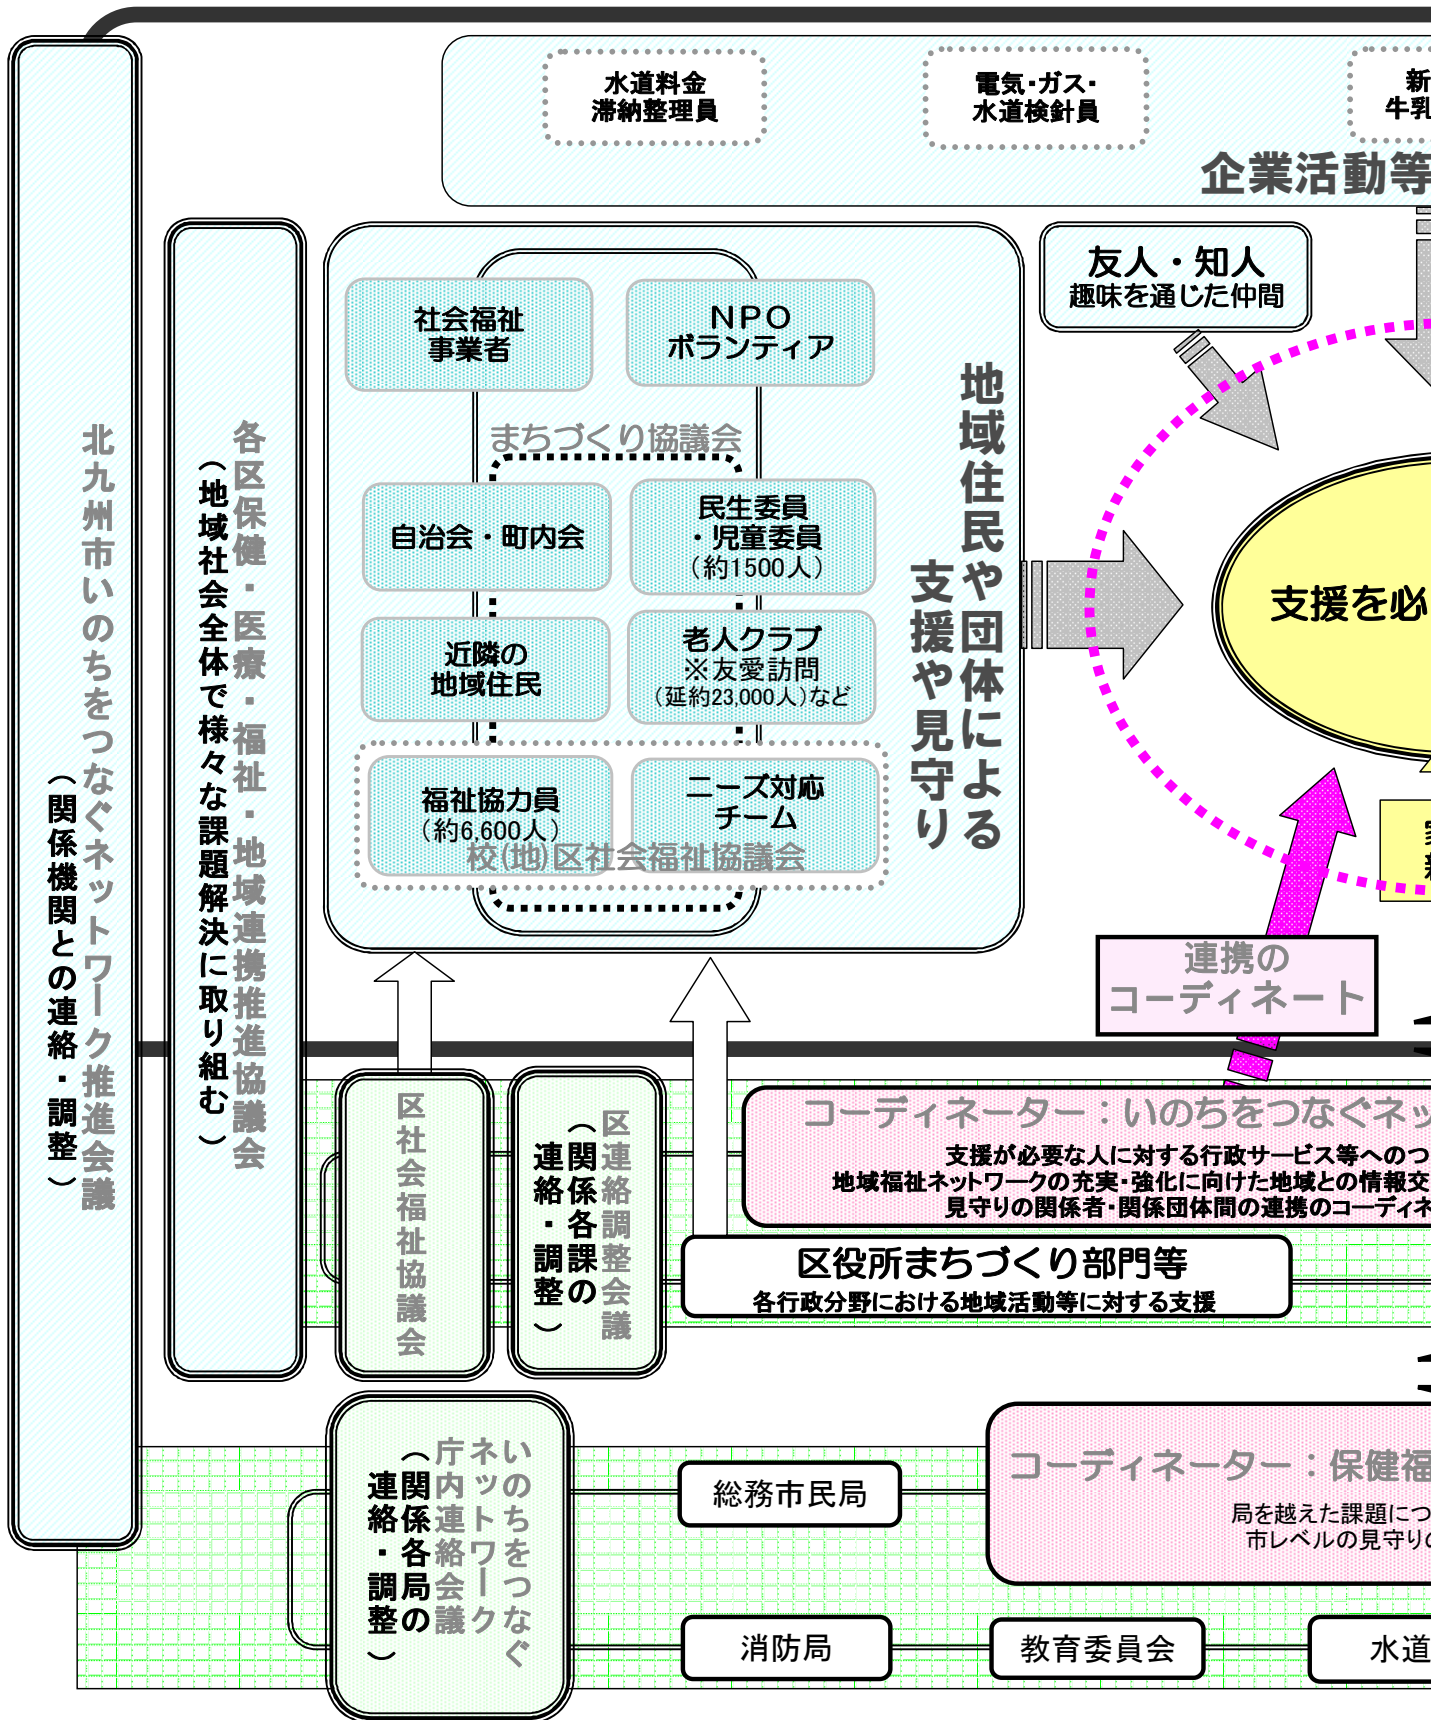 水道料金
滞納整理員
電気・ガス・
水道検針員
新
牛乳
企業活動等
友人・知人
趣味を通じた仲間
社会福祉
事業者
NPO
ボランティア
まちづくり協議会
自治会・町内会
民生委員
・児童委員
（約1500人）
近隣の
地域住民
老人クラブ
※友愛訪問
（延約23,000人）など
福祉協力員
（約6,600人）
ニーズ対応
チーム
校(地)区社会福祉協議会
地域住民や団体による
支援や見守り
支援を必
連携の
コーディネート
北九州市いのちをつなぐネットワーク推進会議
（関係機関との連絡・調整）
各区保健・医療・福祉・地域連携推進協議会
（地域社会全体で様々な課題解決に取り組む）
区社会福祉協議会
区連絡調整会議
（関係各課の
連絡・調整）
コーディネーター：いのちをつなぐネッ
支援が必要な人に対する行政サービス等へのつ
地域福祉ネットワークの充実・強化に向けた地域との情報交
見守りの関係者・関係団体間の連携のコーディネ
区役所まちづくり部門等
各行政分野における地域活動等に対する支援
いのちをつなぐ
ネットワーク
庁内連絡会議
（関係各局の
連絡・調整）
コーディネーター：保健福
局を越えた課題につ
市レベルの見守りの
総務市民局
消防局
教育委員会
水道